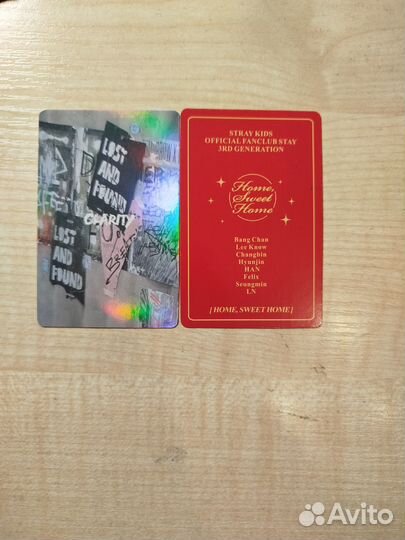 LOST
AND
FOUND
CLARITY
LOST
AND
FOUND
STRAY KIDS
OFFICIAL FANCLUB STAY
3RD GENERATION
Home,
Sweet
Home
Bang Chan
Lee Know
Changbin
Hyunjin
HAN
Felix
Seungmin
I.N
[ HOME, SWEET HOME ]
Avito